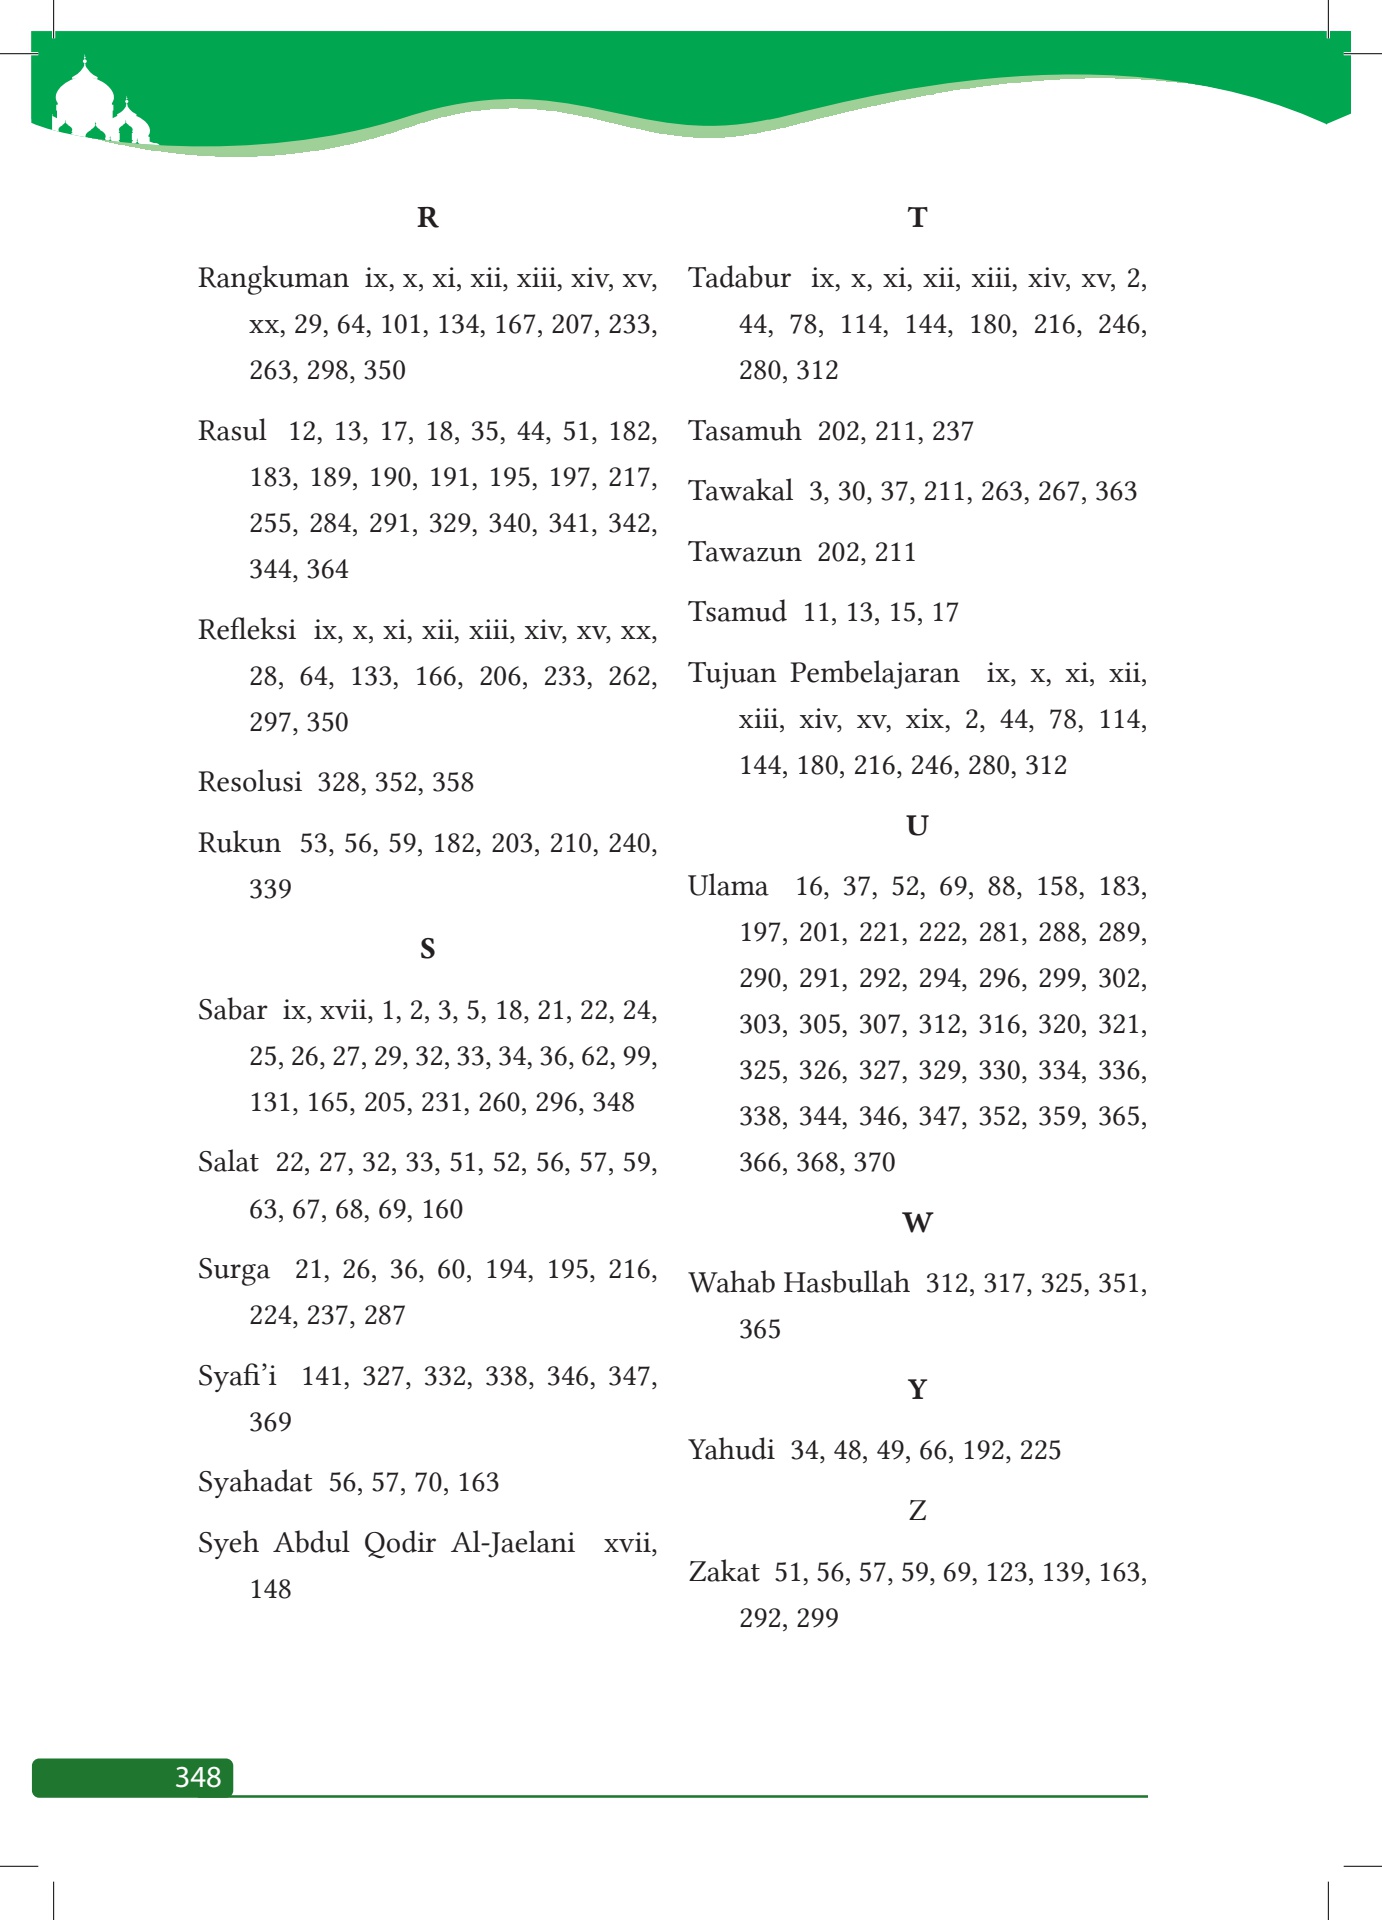 R
Rangkuman ix, x, xi, xii, xiii, xiv, xv,
xx, 29, 64, 101, 134, 167, 207, 233,
263, 298, 350
Rasul 12, 13, 17, 18, 35, 44, 51, 182,
183, 189, 190, 191, 195, 197, 217,
255, 284, 291, 329, 340, 341, 342,
344, 364
Refleksi ix, x, xi, xii, xiii, xiv, xv, xx,
28, 64, 133, 166, 206, 233, 262,
297, 350
Resolusi 328, 352, 358
Rukun 53, 56, 59, 182, 203, 210, 240,
339
S
Sabar ix, xvii, 1, 2, 3, 5, 18, 21, 22, 24,
25, 26, 27, 29, 32, 33, 34, 36, 62, 99,
131, 165, 205, 231, 260, 296, 348
Salat 22, 27, 32, 33, 51, 52, 56, 57, 59,
63, 67, 68, 69, 160
Surga 21, 26, 36, 60, 194, 195, 216,
224, 237, 287
Syafi’i 141, 327, 332, 338, 346, 347,
369
Syahadat 56, 57, 70, 163
Syeh Abdul Qodir Al-Jaelani xvii,
148
T
Tadabur ix, x, xi, xii, xiii, xiv, xv, 2,
44, 78, 114, 144, 180, 216, 246,
280, 312
Tasamuh 202, 211, 237
Tawakal 3, 30, 37, 211, 263, 267, 363
Tawazun 202, 211
Tsamud 11, 13, 15, 17
Tujuan Pembelajaran ix, x, xi, xii,
xiii, xiv, xv, xix, 2, 44, 78, 114,
144, 180, 216, 246, 280, 312
U
Ulama 16, 37, 52, 69, 88, 158, 183,
197, 201, 221, 222, 281, 288, 289,
290, 291, 292, 294, 296, 299, 302,
303, 305, 307, 312, 316, 320, 321,
325, 326, 327, 329, 330, 334, 336,
338, 344, 346, 347, 352, 359, 365,
366, 368, 370
W
Wahab Hasbullah 312, 317, 325, 351,
365
Y
Yahudi 34, 48, 49, 66, 192, 225
Z
Zakat 51, 56, 57, 59, 69, 123, 139, 163,
292, 299
348